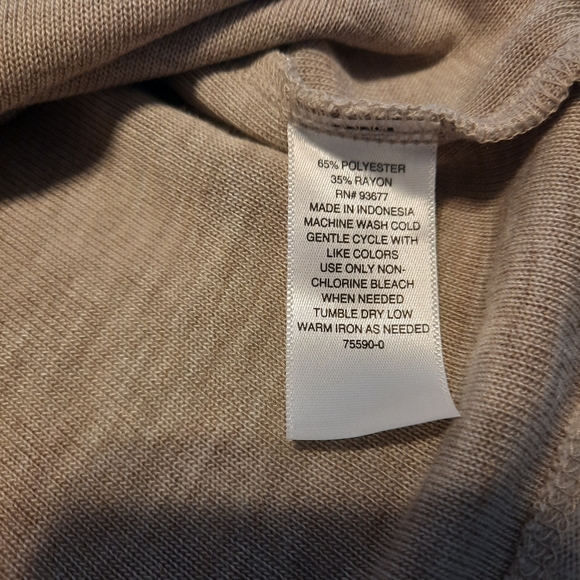 65% POLYESTER
35% RAYON
RN# 93677
MADE IN INDONESIA
MACHINE WASH COLD
GENTLE CYCLE WITH
LIKE COLORS
USE ONLY NON-
CHLORINE BLEACH
WHEN NEEDED
TUMBLE DRY LOW
WARM IRON AS NEEDED
75590-0